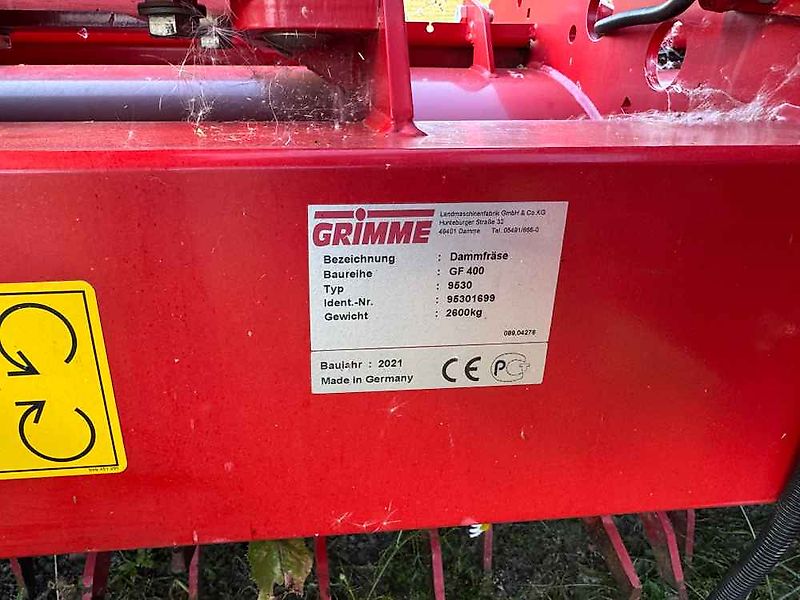 GRIMME
Landmaschinenfabrik GmbH & Co.KG
Hunteburger Straße 32
49401 Damme Tel. 05491/666-0
Bezeichnung : Dammfräse
Baureihe : GF 400
Typ : 9530
Ident.-Nr. : 95301699
Gewicht : 2600kg
089.04276
Baujahr : 2021
Made in Germany
CE